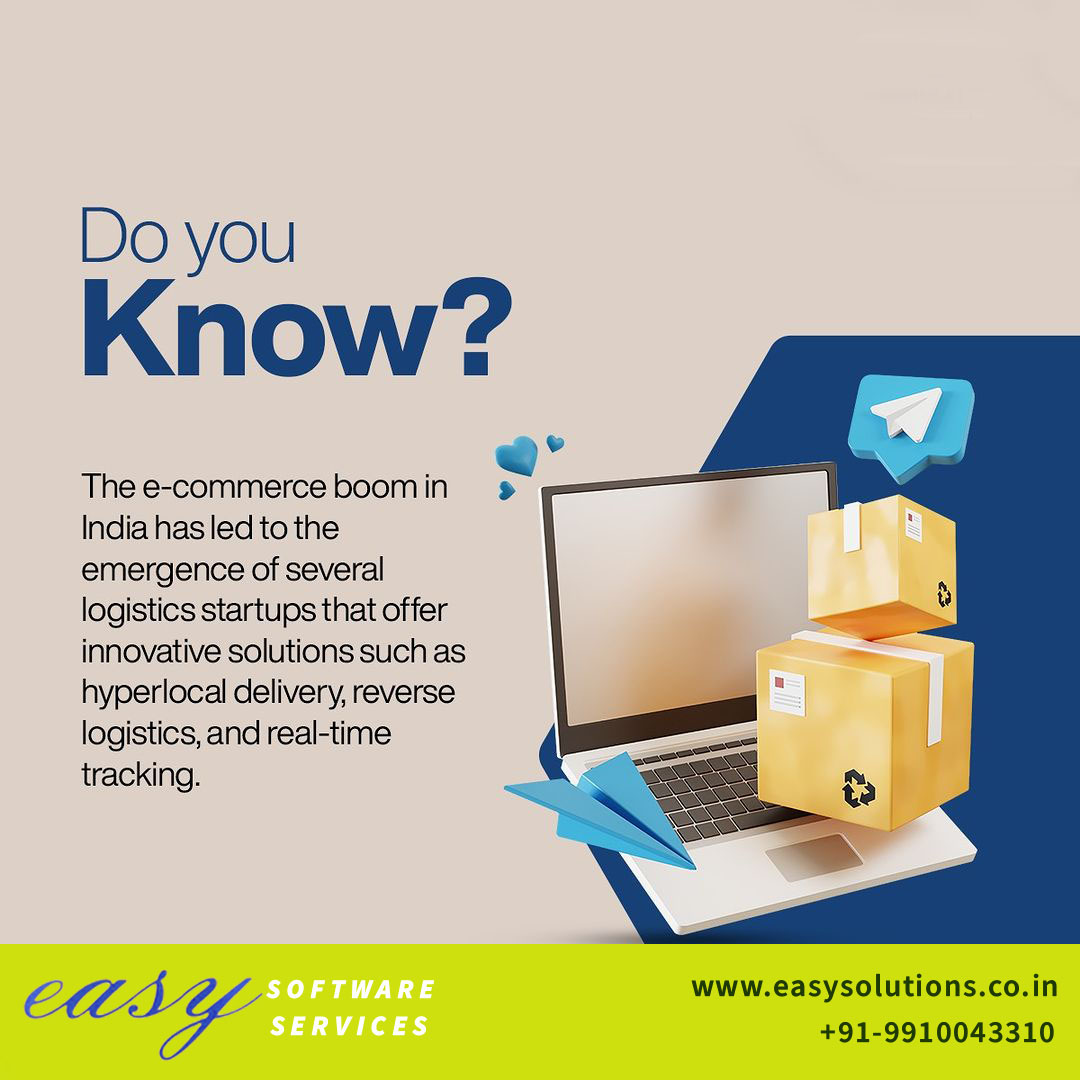 Do you
Know?
The e-commerce boom in
India has led to the
emergence of several
logistics startups that offer
innovative solutions such as
hyperlocal delivery, reverse
logistics, and real-time
tracking.
easy SOFTWARE
SERVICES
www.easysolutions.co.in
+91-9910043310